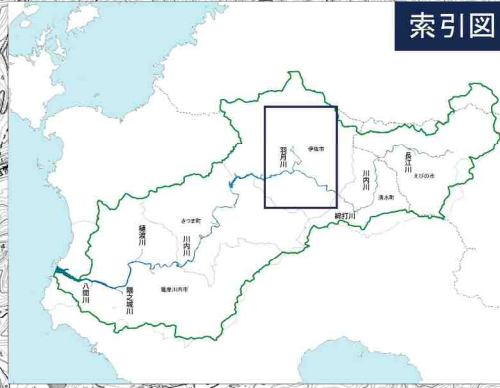 索引図
羽月川
伊佐市
長江川
えびの市
川内川
湧水町
綿打川
さつま町
樋渡川
川内川
薩摩川内市
隈之城川
八間川